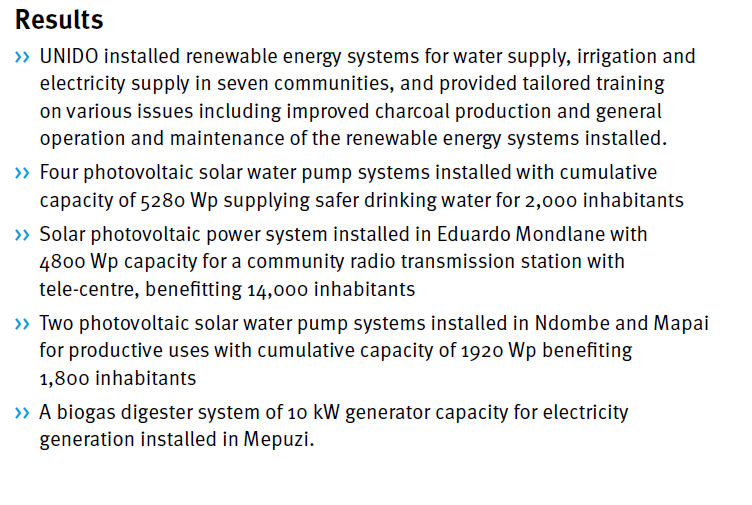 Results
›› UNIDO installed renewable energy systems for water supply, irrigation and
electricity supply in seven communities, and provided tailored training
on various issues including improved charcoal production and general
operation and maintenance of the renewable energy systems installed.
›› Four photovoltaic solar water pump systems installed with cumulative
capacity of 5280 Wp supplying safer drinking water for 2,000 inhabitants
›› Solar photovoltaic power system installed in Eduardo Mondlane with
4800 Wp capacity for a community radio transmission station with
tele-centre, benefitting 14,000 inhabitants
›› Two photovoltaic solar water pump systems installed in Ndombe and Mapai
for productive uses with cumulative capacity of 1920 Wp benefiting
1,800 inhabitants
›› A biogas digester system of 10 kW generator capacity for electricity
generation installed in Mepuzi.